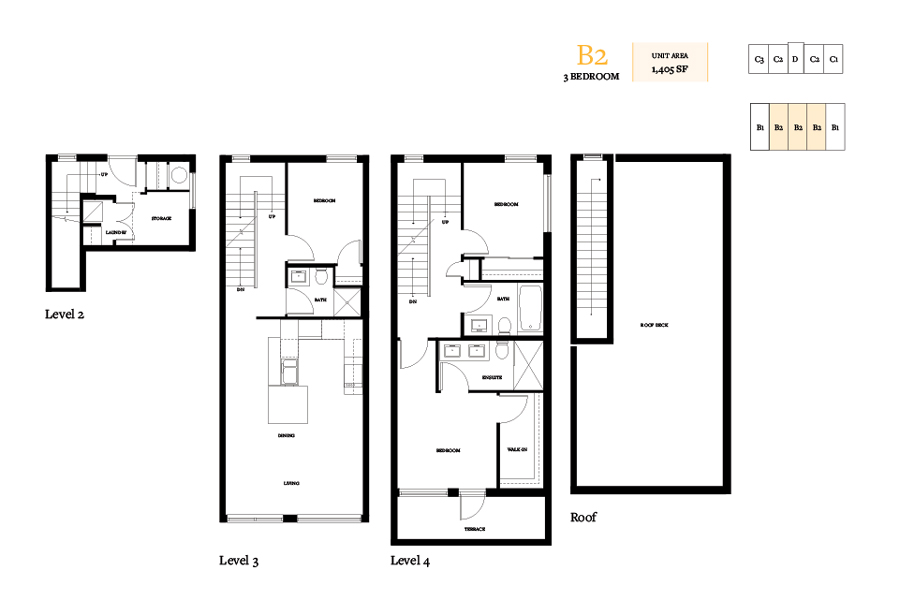 B2
3 BEDROOM
UNIT AREA
1,405 SF
C3 C2 D C2 C1
B1 B2 B2 B2 B1
UP
STORAGE
LAUNDRY
Level 2
BEDROOM
UP
DN
BATH
DINING
LIVING
Level 3
BEDROOM
UP
DN
BATH
ENSUITE
BEDROOM
WALK-IN
TERRACE
Level 4
ROOF DECK
Roof